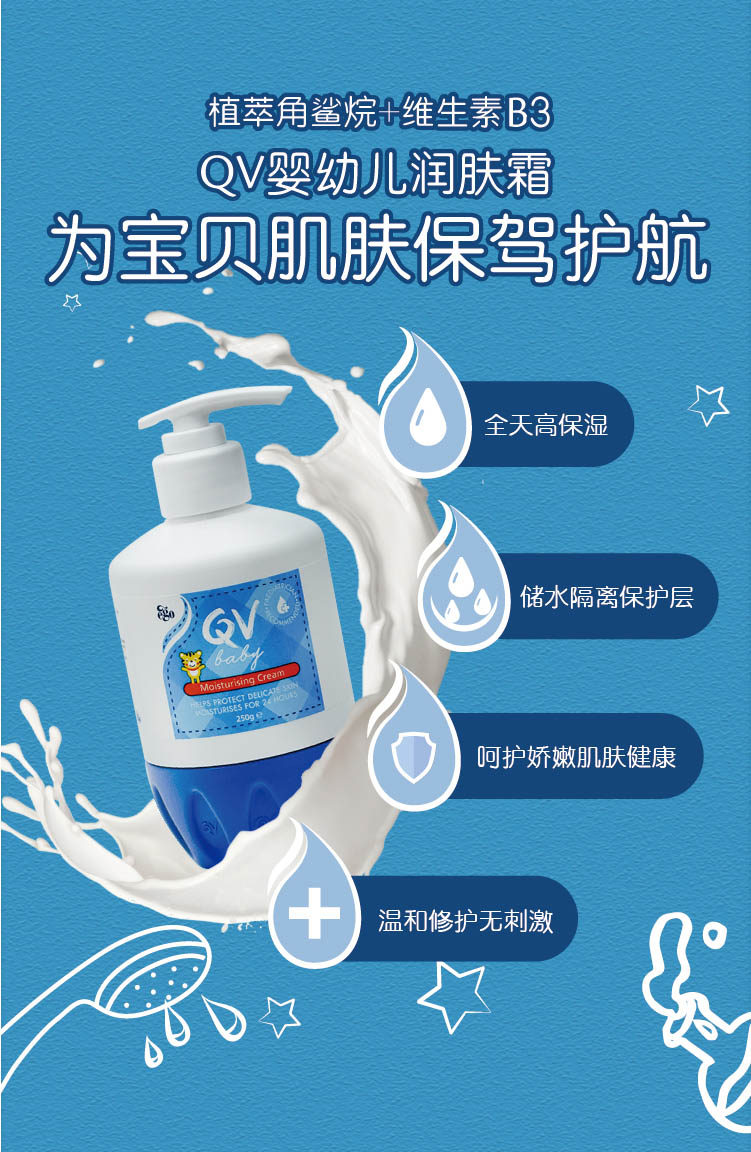 植萃角鲨烷+维生素B3
QV婴幼儿润肤霜
为宝贝肌肤保驾护航
全天高保湿
储水隔离保护层
呵护娇嫩肌肤健康
温和修护无刺激
ego
QV
baby
Moisturising Cream
HELPS PROTECT DELICATE SKIN
MOISTURISES FOR 24 HOURS
250g e